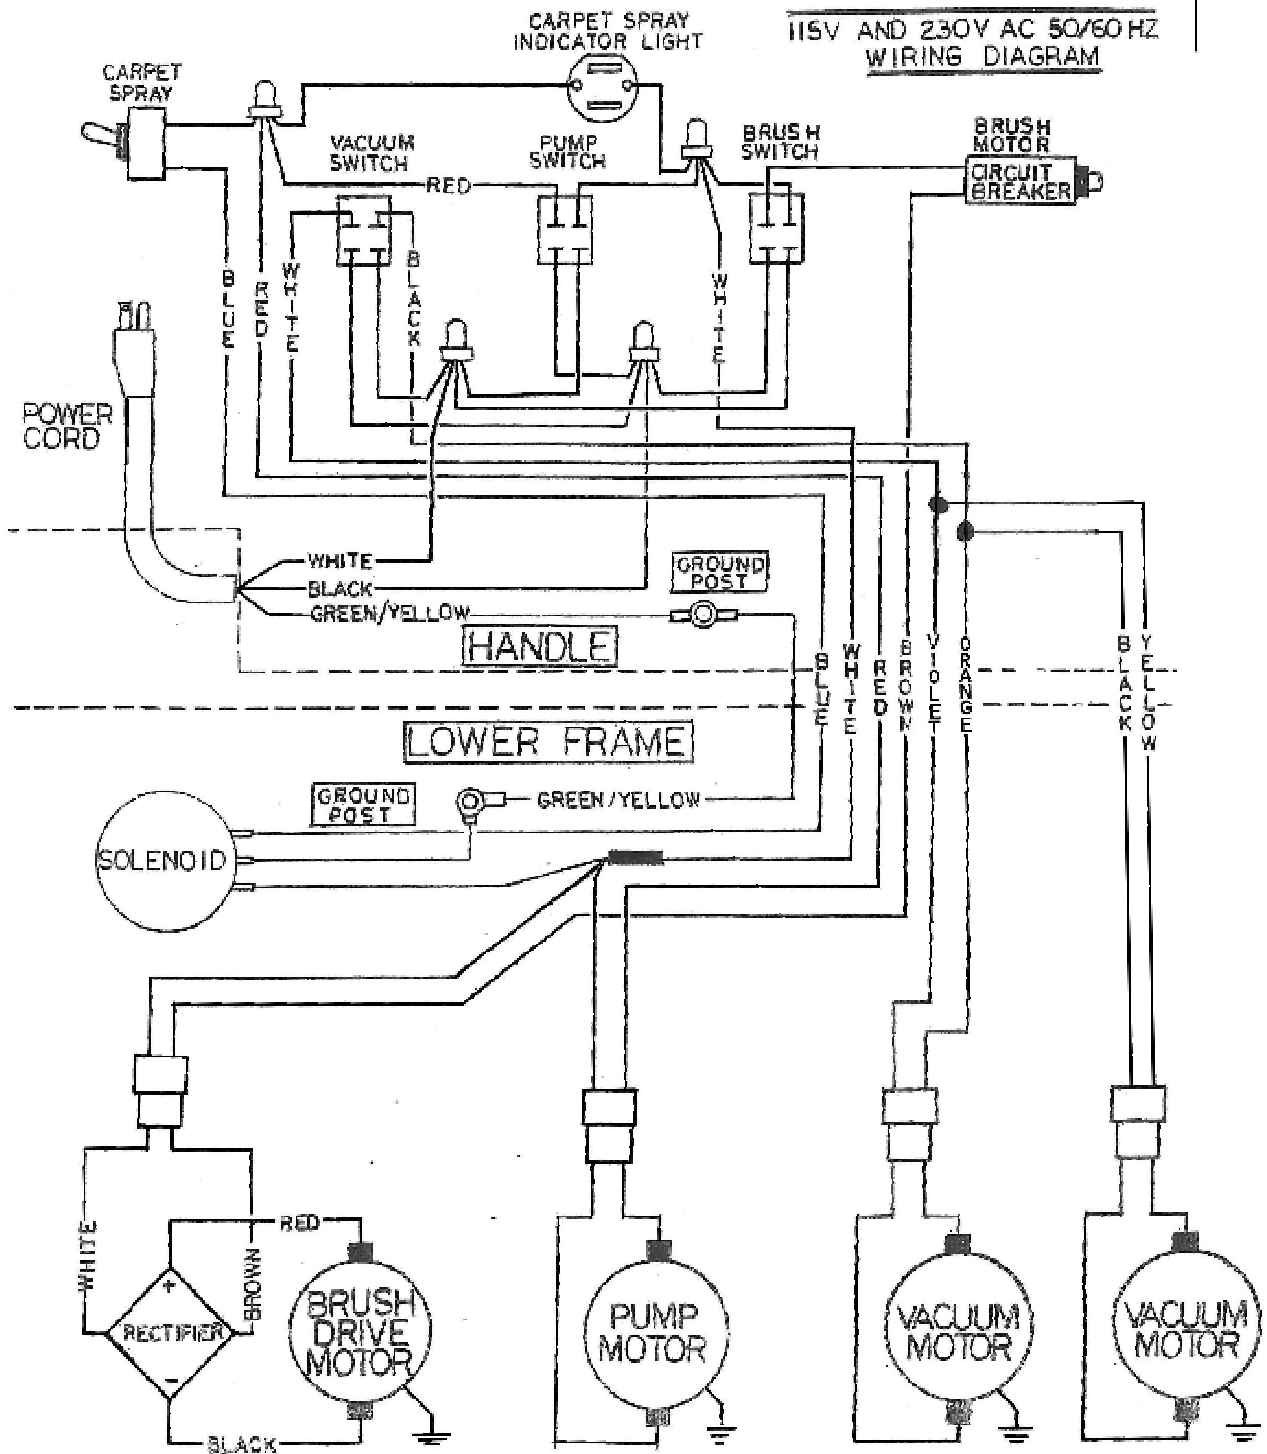 CARPET SPRAY
INDICATOR LIGHT
115V AND 230V AC 50/60 HZ
WIRING DIAGRAM
CARPET
SPRAY
VACUUM
SWITCH
PUMP
SWITCH
BRUSH
SWITCH
BRUSH
MOTOR
CIRCUIT
BREAKER
RED
BLUE
RED
WHITE
BLACK
WHITE
POWER
CORD
WHITE
BLACK
GREEN/YELLOW
GROUND
POST
HANDLE
BLUE
WHITE
RED
BROWN
VIOLET
ORANGE
BLACK
YELLOW
LOWER FRAME
GROUND
POST
GREEN/YELLOW
SOLENOID
WHITE
RED
BROWN
+
RECTIFIER
-
BLACK
BRUSH
DRIVE
MOTOR
PUMP
MOTOR
VACUUM
MOTOR
VACUUM
MOTOR